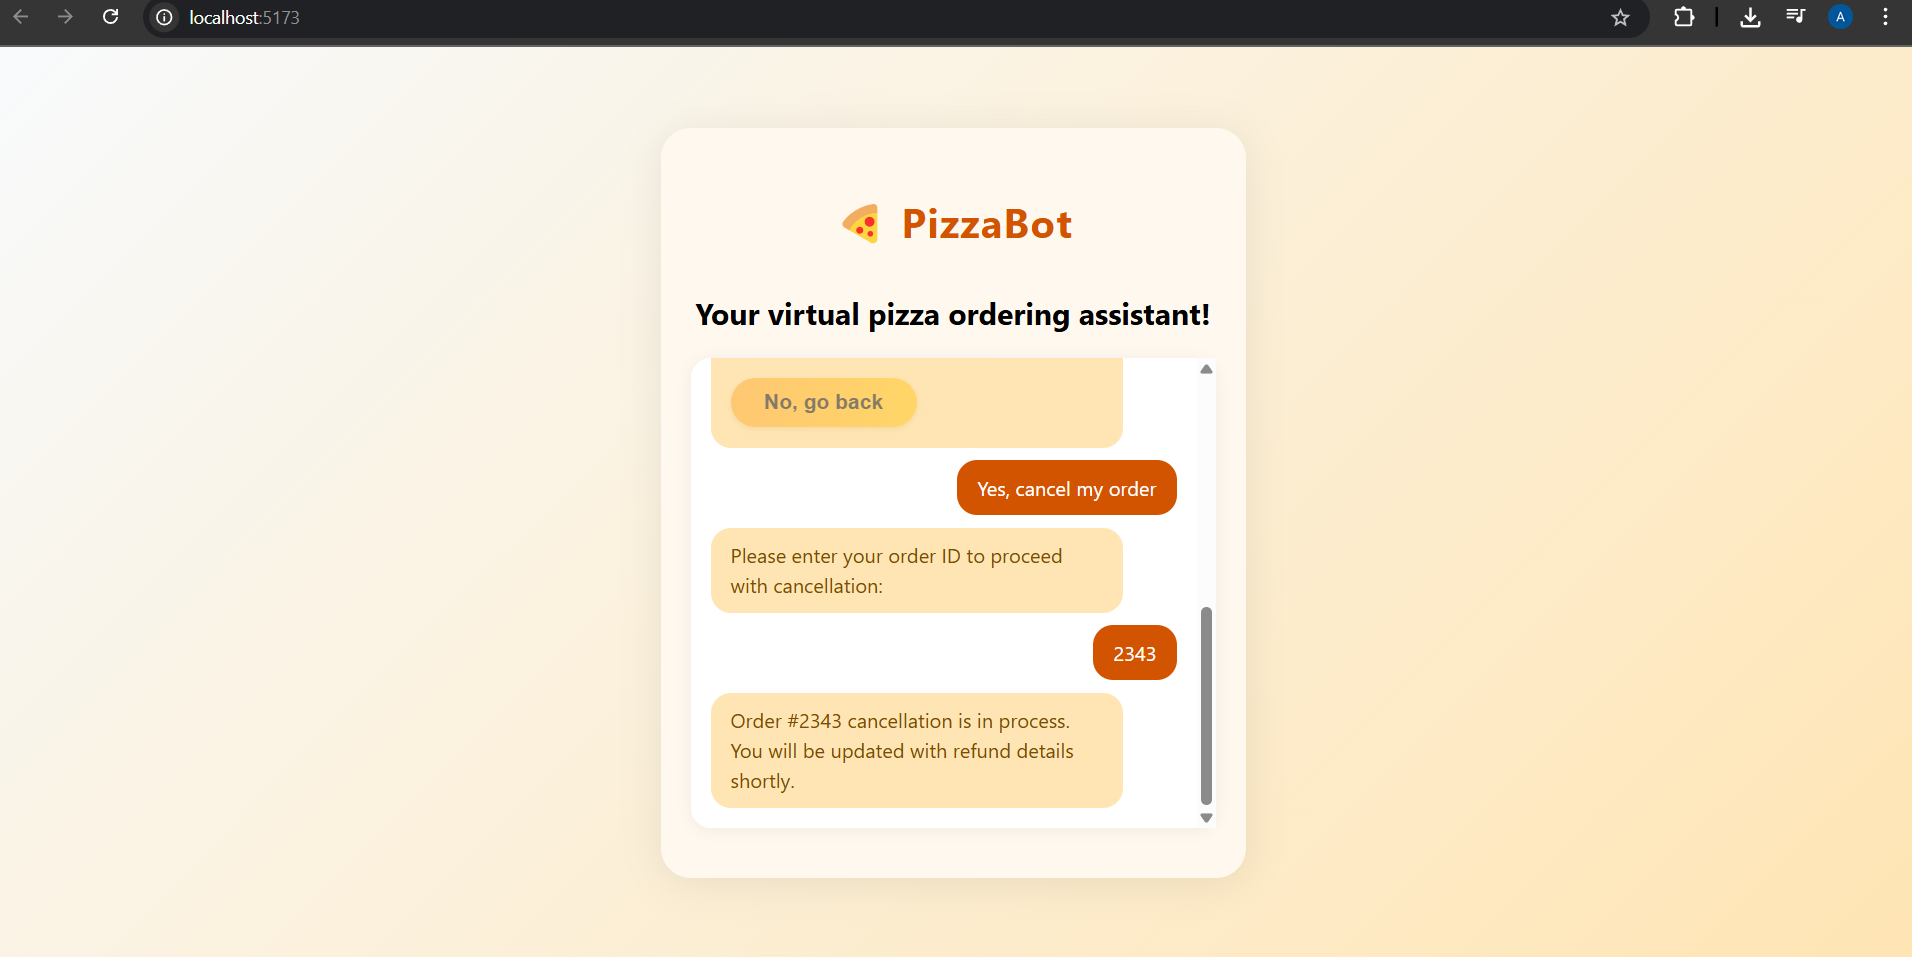 localhost:5173
A
PizzaBot
Your virtual pizza ordering assistant!
No, go back
Yes, cancel my order
Please enter your order ID to proceed
with cancellation:
2343
Order #2343 cancellation is in process.
You will be updated with refund details
shortly.